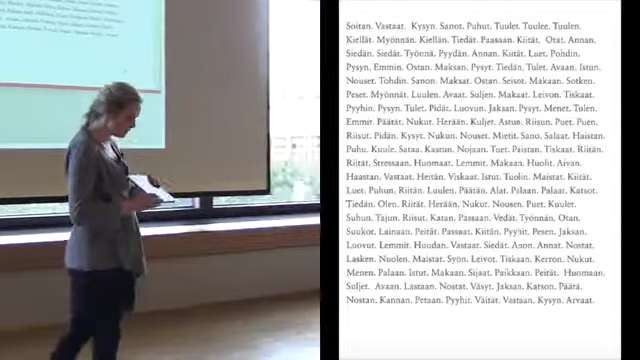 Soitan. Vastaat. Kysyn. Sanot. Puhut. Tuulet. Tuulee. Tuulen.
Kiellät. Myönnän. Kiellän. Tiedät. Paasaan. Kiität. Otat. Annan.
Siedän. Siedät. Työnnä. Pyydän. Annan. Kiität. Luet. Pohdin.
Pysyn. Emmin. Ostan. Maksan. Pysyt. Tiedän. Tulet. Avaan. Istun.
Nouset. Tohdin. Sanon. Maksat. Ostan. Seisot. Makaan. Sotken.
Peset. Myönnät. Luulen. Avaat. Suljen. Makaat. Leivon. Tiskaat.
Pyyhin. Pysyn. Tulet. Pidät. Luovun. Jaksan. Pysyt. Menet. Tulen.
Emmit. Päätät. Nukut. Herään. Kuljet. Astun. Riisun. Puet. Puen.
Riisut. Pidän. Kysyt. Nukun. Nouset. Mietit. Sano. Salaat. Haistan.
Puhu. Kuule. Sataa. Kastun. Nojaan. Tuet. Paistan. Tiskaat. Riitän.
Riität. Stressaan. Huomaat. Lemmit. Makaan. Huolit. Aivan.
Haastan. Vastaat. Heität. Viskaat. Istut. Tuolin. Maistat. Kiität.
Luet. Puhun. Riitän. Luulen. Päätän. Alat. Palaan. Palaat. Katsot.
Tiedän. Olen. Riität. Herään. Nukut. Nousen. Puet. Kuulet.
Suhun. Tajun. Riisut. Katan. Passaan. Vedät. Työnnän. Otan.
Suukot. Lainaan. Peität. Passaat. Kiitän. Pyyhit. Pesen. Jaksan.
Luovut. Lemmit. Huudan. Vastaat. Siedät. Anon. Annat. Nostat.
Lasken. Nuolen. Maistat. Syön. Leivot. Tiskaan. Kerron. Nukut.
Menen. Palaan. Istut. Makaan. Sijaat. Paikkaan. Peität. Huomaan.
Suljet. Avaan. Lastaan. Nostat. Väsyt. Jaksan. Katson. Päätä.
Nostan. Kannan. Petaan. Pyyhit. Väität. Vastaan. Kysyn. Arvaat.